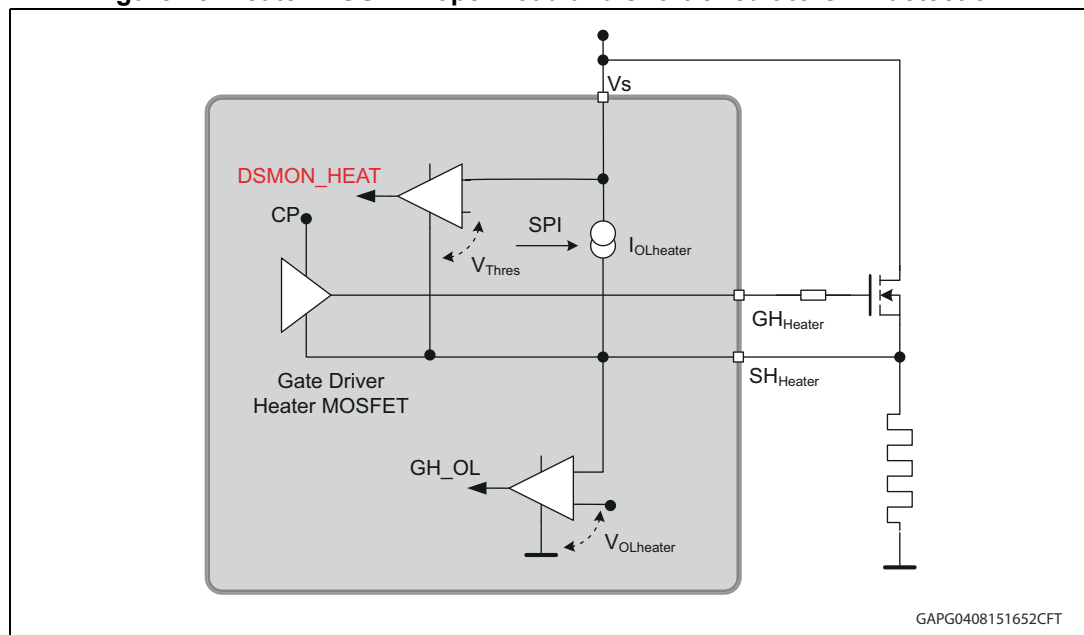 Vs
DSMON_HEAT
CP
SPI
IOLheater
VThres
GHHeater
SHHeater
Gate Driver
Heater MOSFET
GH_OL
VOLheater
GAPG0408151652CFT